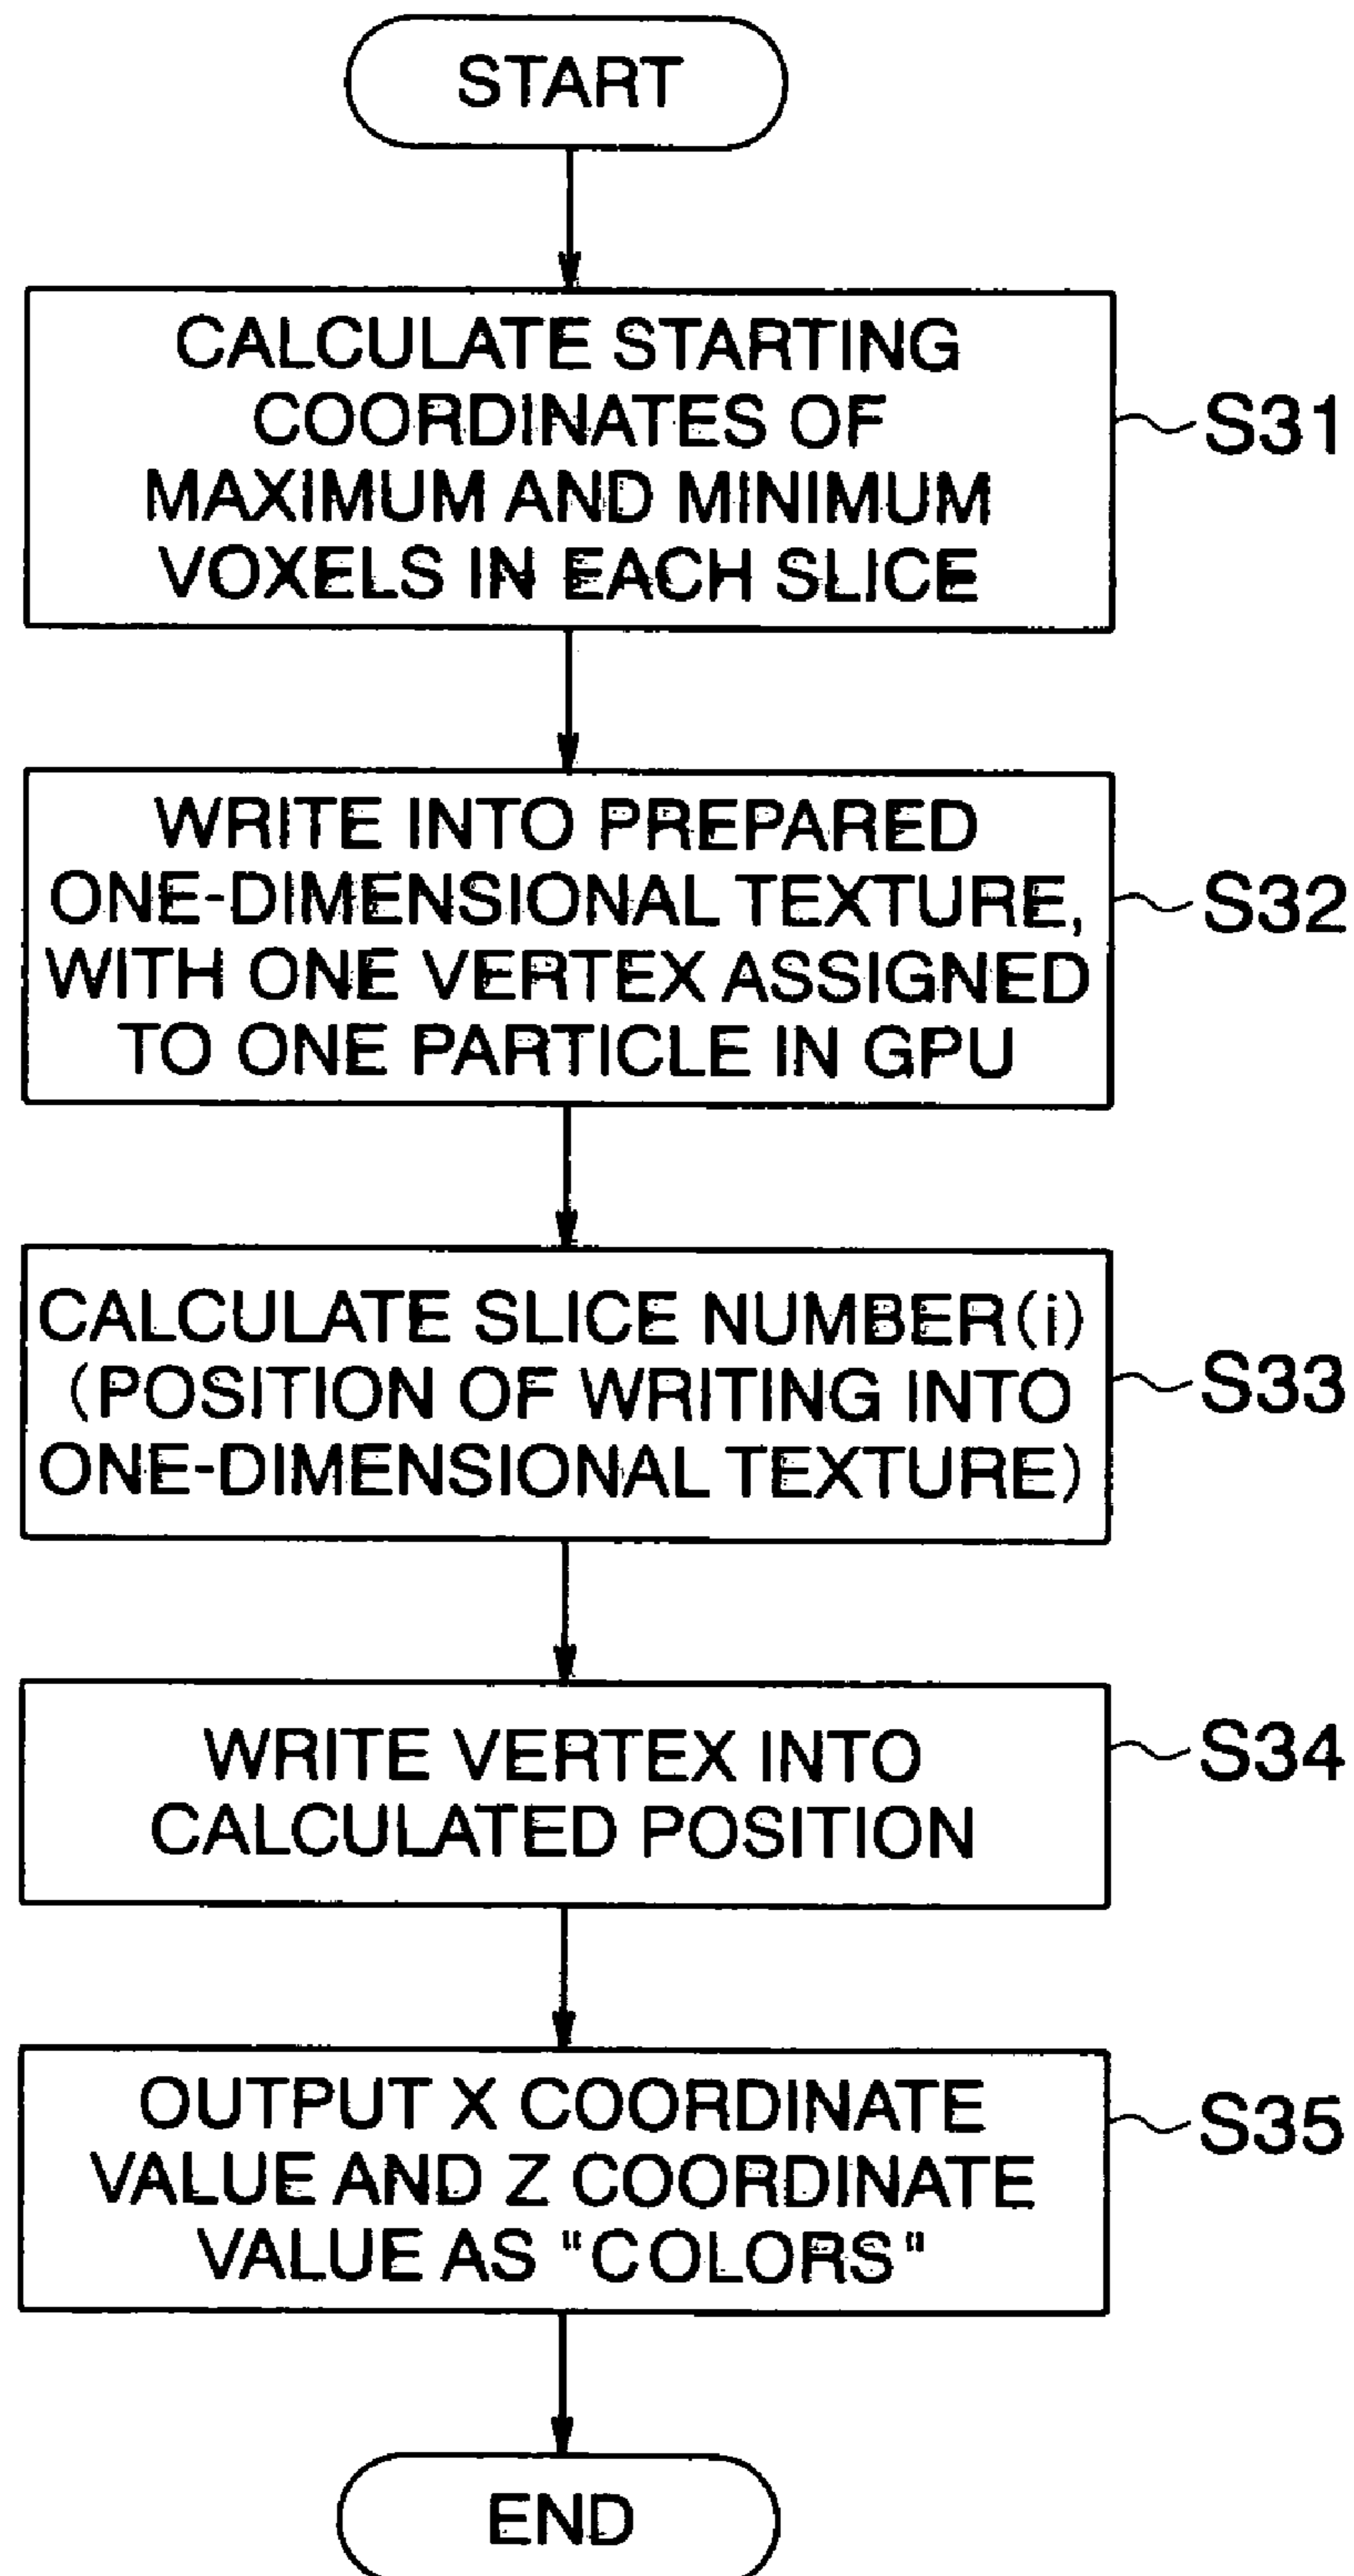 START
CALCULATE STARTING
COORDINATES OF
MAXIMUM AND MINIMUM
VOXELS IN EACH SLICE
S31
WRITE INTO PREPARED
ONE-DIMENSIONAL TEXTURE,
WITH ONE VERTEX ASSIGNED
TO ONE PARTICLE IN GPU
S32
CALCULATE SLICE NUMBER(i)
(POSITION OF WRITING INTO
ONE-DIMENSIONAL TEXTURE)
S33
WRITE VERTEX INTO
CALCULATED POSITION
S34
OUTPUT X COORDINATE
VALUE AND Z COORDINATE
VALUE AS "COLORS"
S35
END